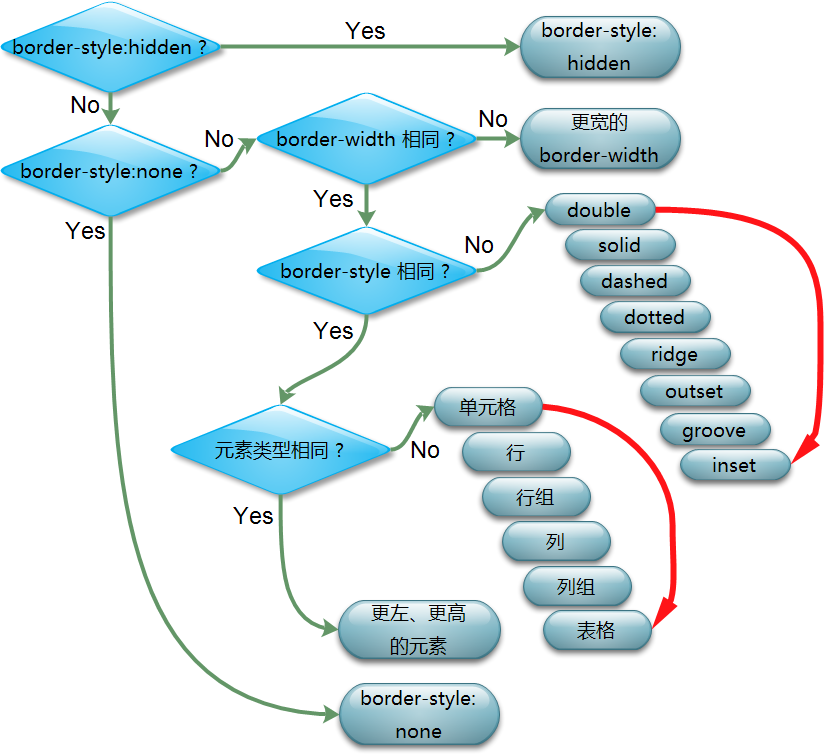 border-style:hidden ?
Yes
border-style:
hidden
No
border-style:none ?
No
border-width 相同 ?
No
更宽的
border-width
Yes
Yes
border-style 相同 ?
No
double
solid
dashed
dotted
ridge
outset
groove
inset
Yes
元素类型相同 ?
No
单元格
行
行组
列
列组
表格
Yes
更左、更高
的元素
border-style:
none